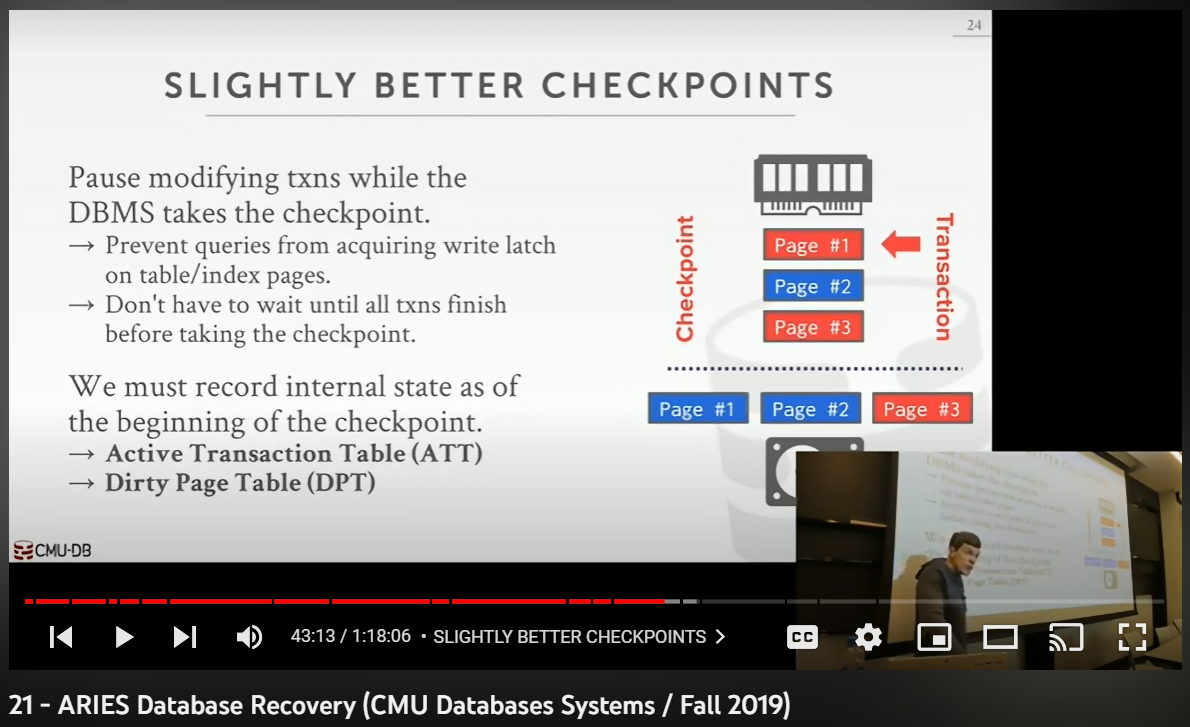 24
SLIGHTLY BETTER CHECKPOINTS
Pause modifying txns while the
DBMS takes the checkpoint.
→ Prevent queries from acquiring write latch
on table/index pages.
→ Don't have to wait until all txns finish
before taking the checkpoint.
We must record internal state as of
the beginning of the checkpoint.
→ Active Transaction Table (ATT)
→ Dirty Page Table (DPT)
Checkpoint
Page #1
Page #2
Page #3
Transaction
Page #1 Page #2 Page #3
CMU-DB
43:13 / 1:18:06 • SLIGHTLY BETTER CHECKPOINTS
CC
21 - ARIES Database Recovery (CMU Databases Systems / Fall 2019)